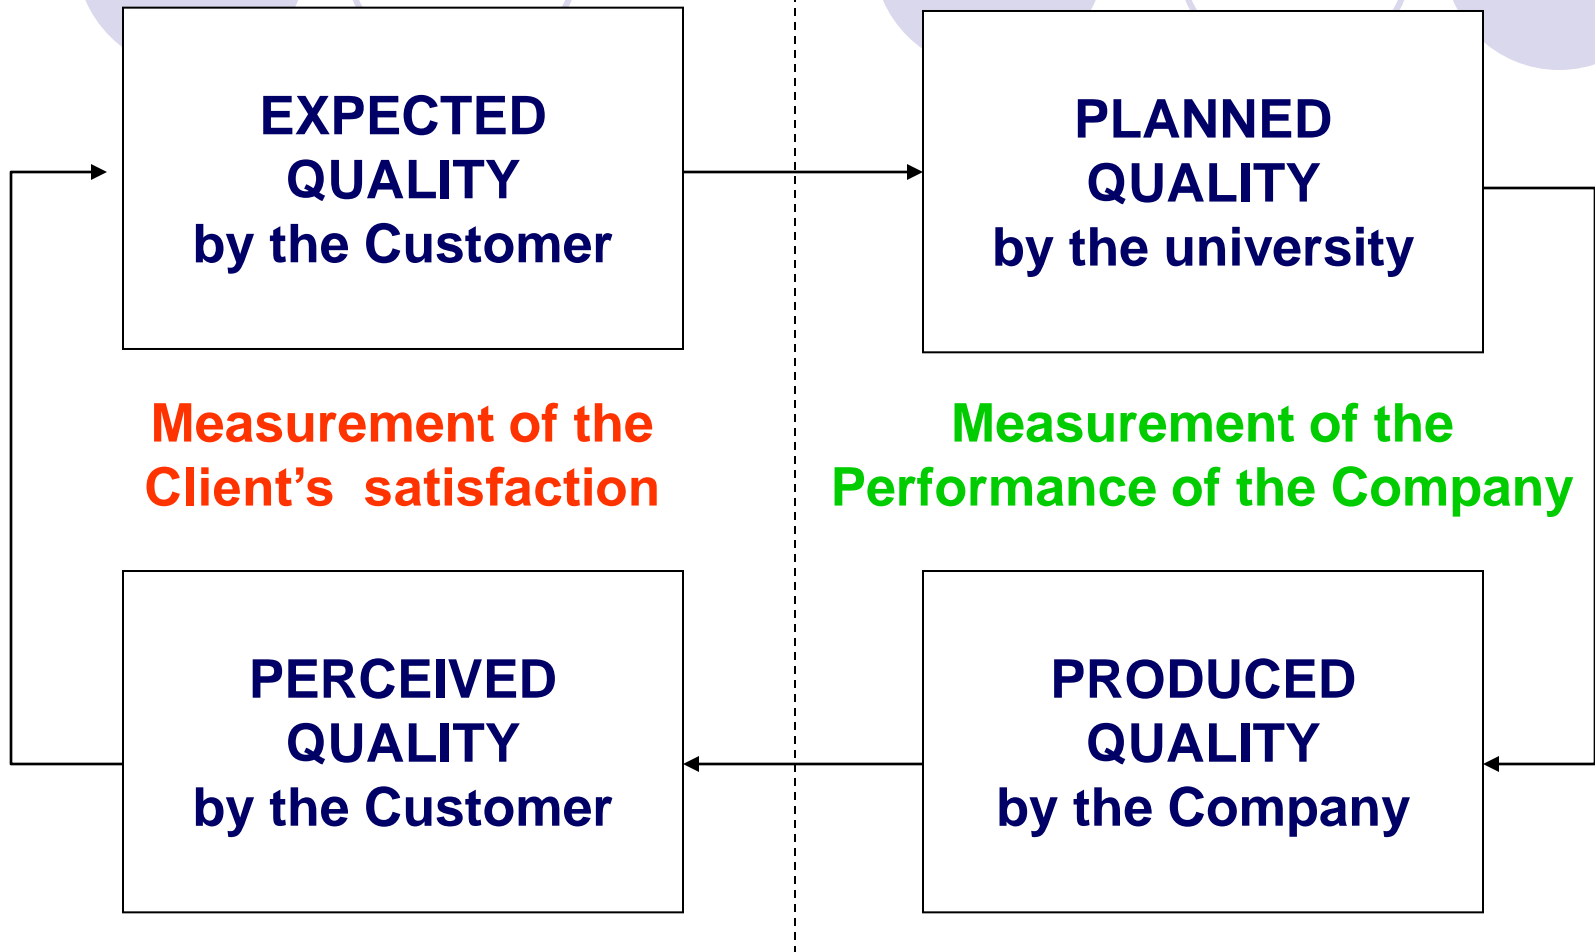 EXPECTED
QUALITY
by the Customer
PLANNED
QUALITY
by the university
Measurement of the
Client’s  satisfaction
Measurement of the
Performance of the Company
PERCEIVED
QUALITY
by the Customer
PRODUCED
QUALITY
by the Company